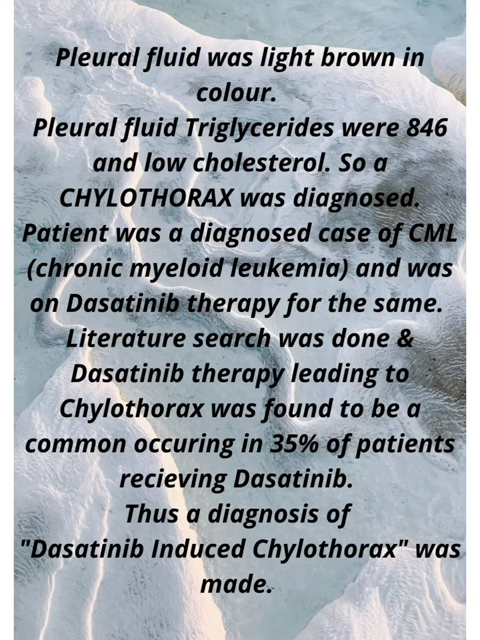 Pleural fluid was light brown in
colour.
Pleural fluid Triglycerides were 846
and low cholesterol. So a
CHYLOTHORAX was diagnosed.
Patient was a diagnosed case of CML
(chronic myeloid leukemia) and was
on Dasatinib therapy for the same.
Literature search was done &
Dasatinib therapy leading to
Chylothorax was found to be a
common occuring in 35% of patients
recieving Dasatinib.
Thus a diagnosis of
"Dasatinib Induced Chylothorax" was
made.